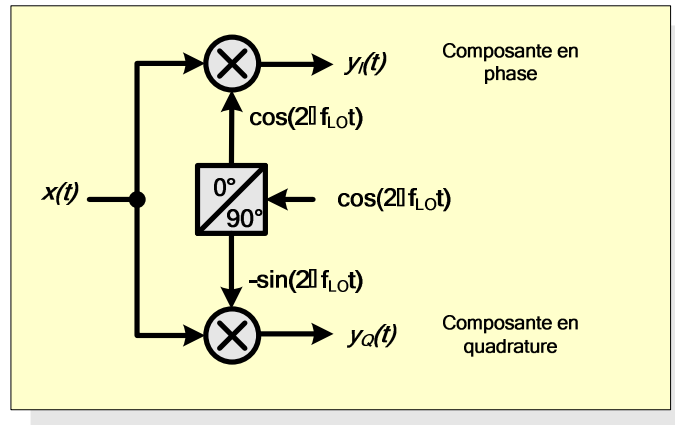 yI(t)
Composante en
phase
cos(2▯fLOt)
x(t)
0°
90°
cos(2▯fLOt)
-sin(2▯fLOt)
yQ(t)
Composante en
quadrature